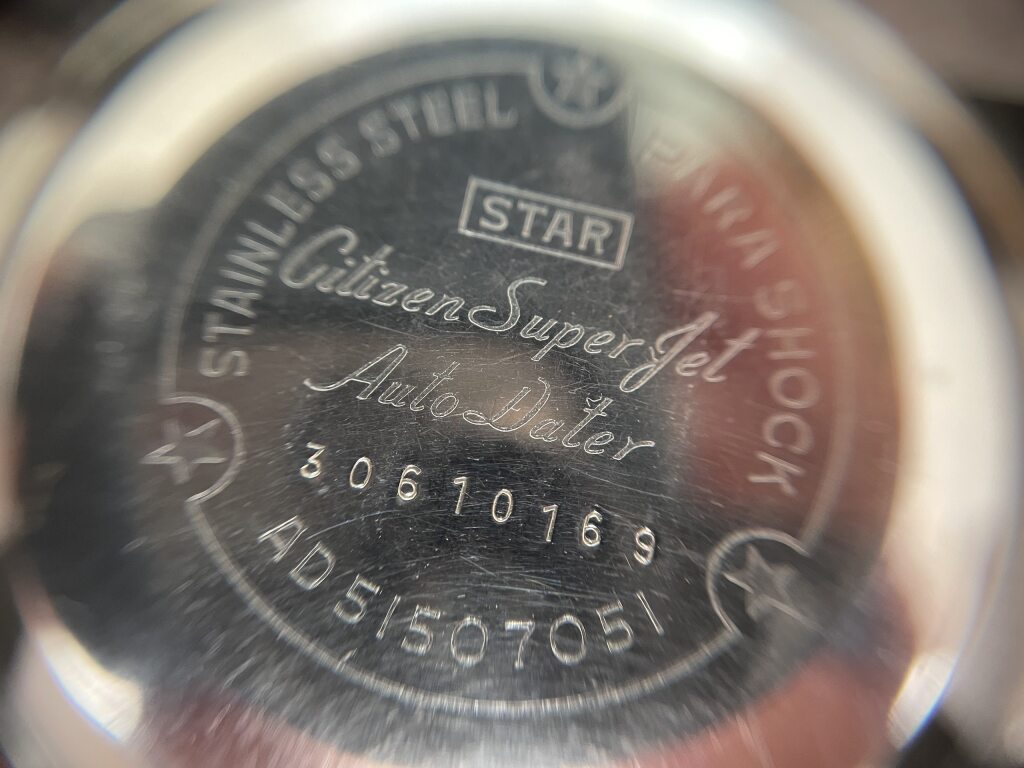 STAINLESS STEEL
PARA SHOCK
STAR
Citizen Super Jet
Auto Dater
30610169
AD51507051